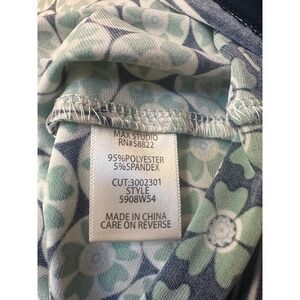 MAX STUDIO
RN#58822
95%POLYESTER
5%SPANDEX
CUT:3002301
STYLE
5908W54
MADE IN CHINA
CARE ON REVERSE